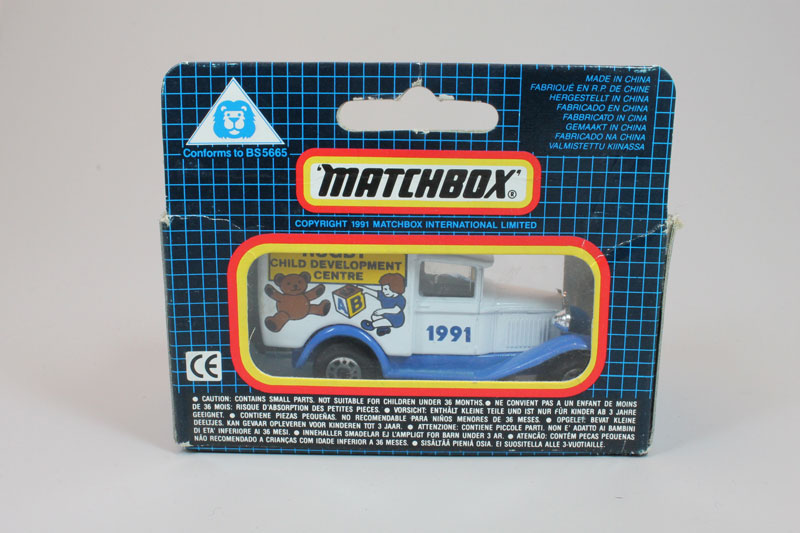 MADE IN CHINA
FABRIQUÉ EN R.P. DE CHINE
HERGESTELLT IN CHINA
FABRICADO EN CHINA
FABBRICATO IN CINA
GEMAAKT IN CHINA
FABRICADO NA CHINA
VALMISTETTU KIINASSA
Conforms to BS5665
"MATCHBOX"®
COPYRIGHT 1991 MATCHBOX INTERNATIONAL LIMITED
RUGBY
CHILD DEVELOPMENT
CENTRE
A B
1991
CE
● CAUTION: CONTAINS SMALL PARTS. NOT SUITABLE FOR CHILDREN UNDER 36 MONTHS. ● NE CONVIENT PAS A UN ENFANT DE MOINS
DE 36 MOIS: RISQUE D'ABSORPTION DES PETITES PIECES. ● VORSICHT: ENTHÄLT KLEINE TEILE UND IST NUR FÜR KINDER AB 3 JAHRE
GEEIGNET. ● CONTIENE PIEZAS PEQUEÑAS. NO RECOMENDABLE PARA NIÑOS MENORES DE 36 MESES. ● OPGELET: BEVAT KLEINE
DEELTJES. KAN GEVAAR OPLEVEREN VOOR KINDEREN TOT 3 JAAR. ● ATTENZIONE: CONTIENE PICCOLE PARTI. NON E' ADATTO AI BAMBINI
DI ETA' INFERIORE AI 36 MESI. ● INNEHALLER SMADELAR EJ LAMPLIGT FOR BARN UNDER 3 AR. ● ATENÇÃO: CONTÉM PEÇAS PEQUENAS
NÃO RECOMENDADO A CRIANÇAS COM IDADE INFERIOR A 36 MESES. ● SISÄLTÄÄ PIENIÄ OSIA. EI SUOSITELLA ALLE 3-VUOTIAILLE.